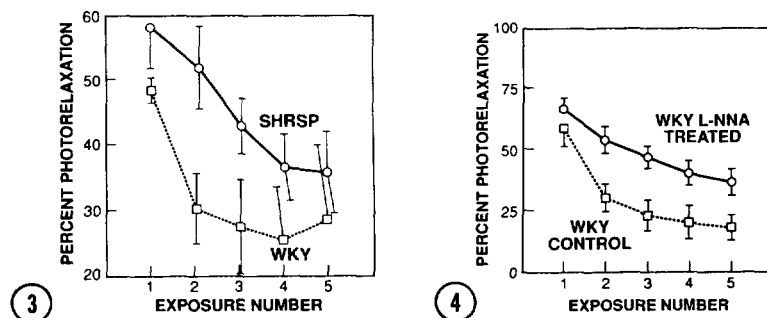 PERCENT PHOTORELAXATION
60
50
40
30
20
SHRSP
WKY
1 2 3 4 5
EXPOSURE NUMBER
3
PERCENT PHOTORELAXATION
100
75
50
25
0
WKY L-NNA
TREATED
WKY
CONTROL
1 2 3 4 5
EXPOSURE NUMBER
4